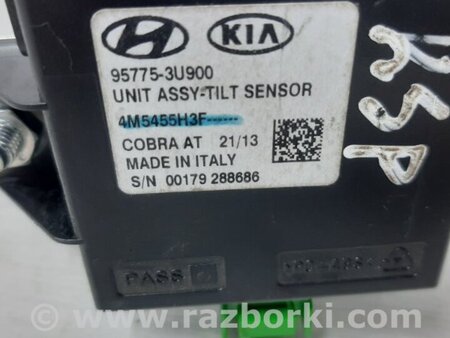 KIA
95775-3U900
UNIT ASSY-TILT SENSOR
4M5455H3F------
COBRA AT 21/13
MADE IN ITALY
S/N 00179 288686
PASS
www.razborki.com